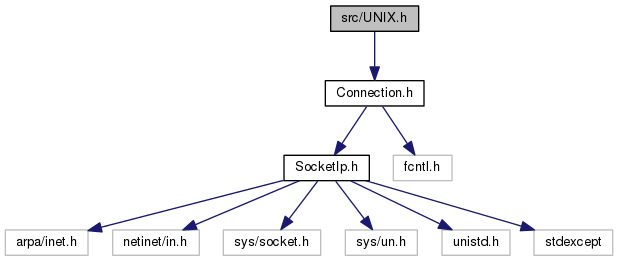 src/UNIX.h
Connection.h
SocketIp.h
fcntl.h
arpa/inet.h
netinet/in.h
sys/socket.h
sys/un.h
unistd.h
stdexcept